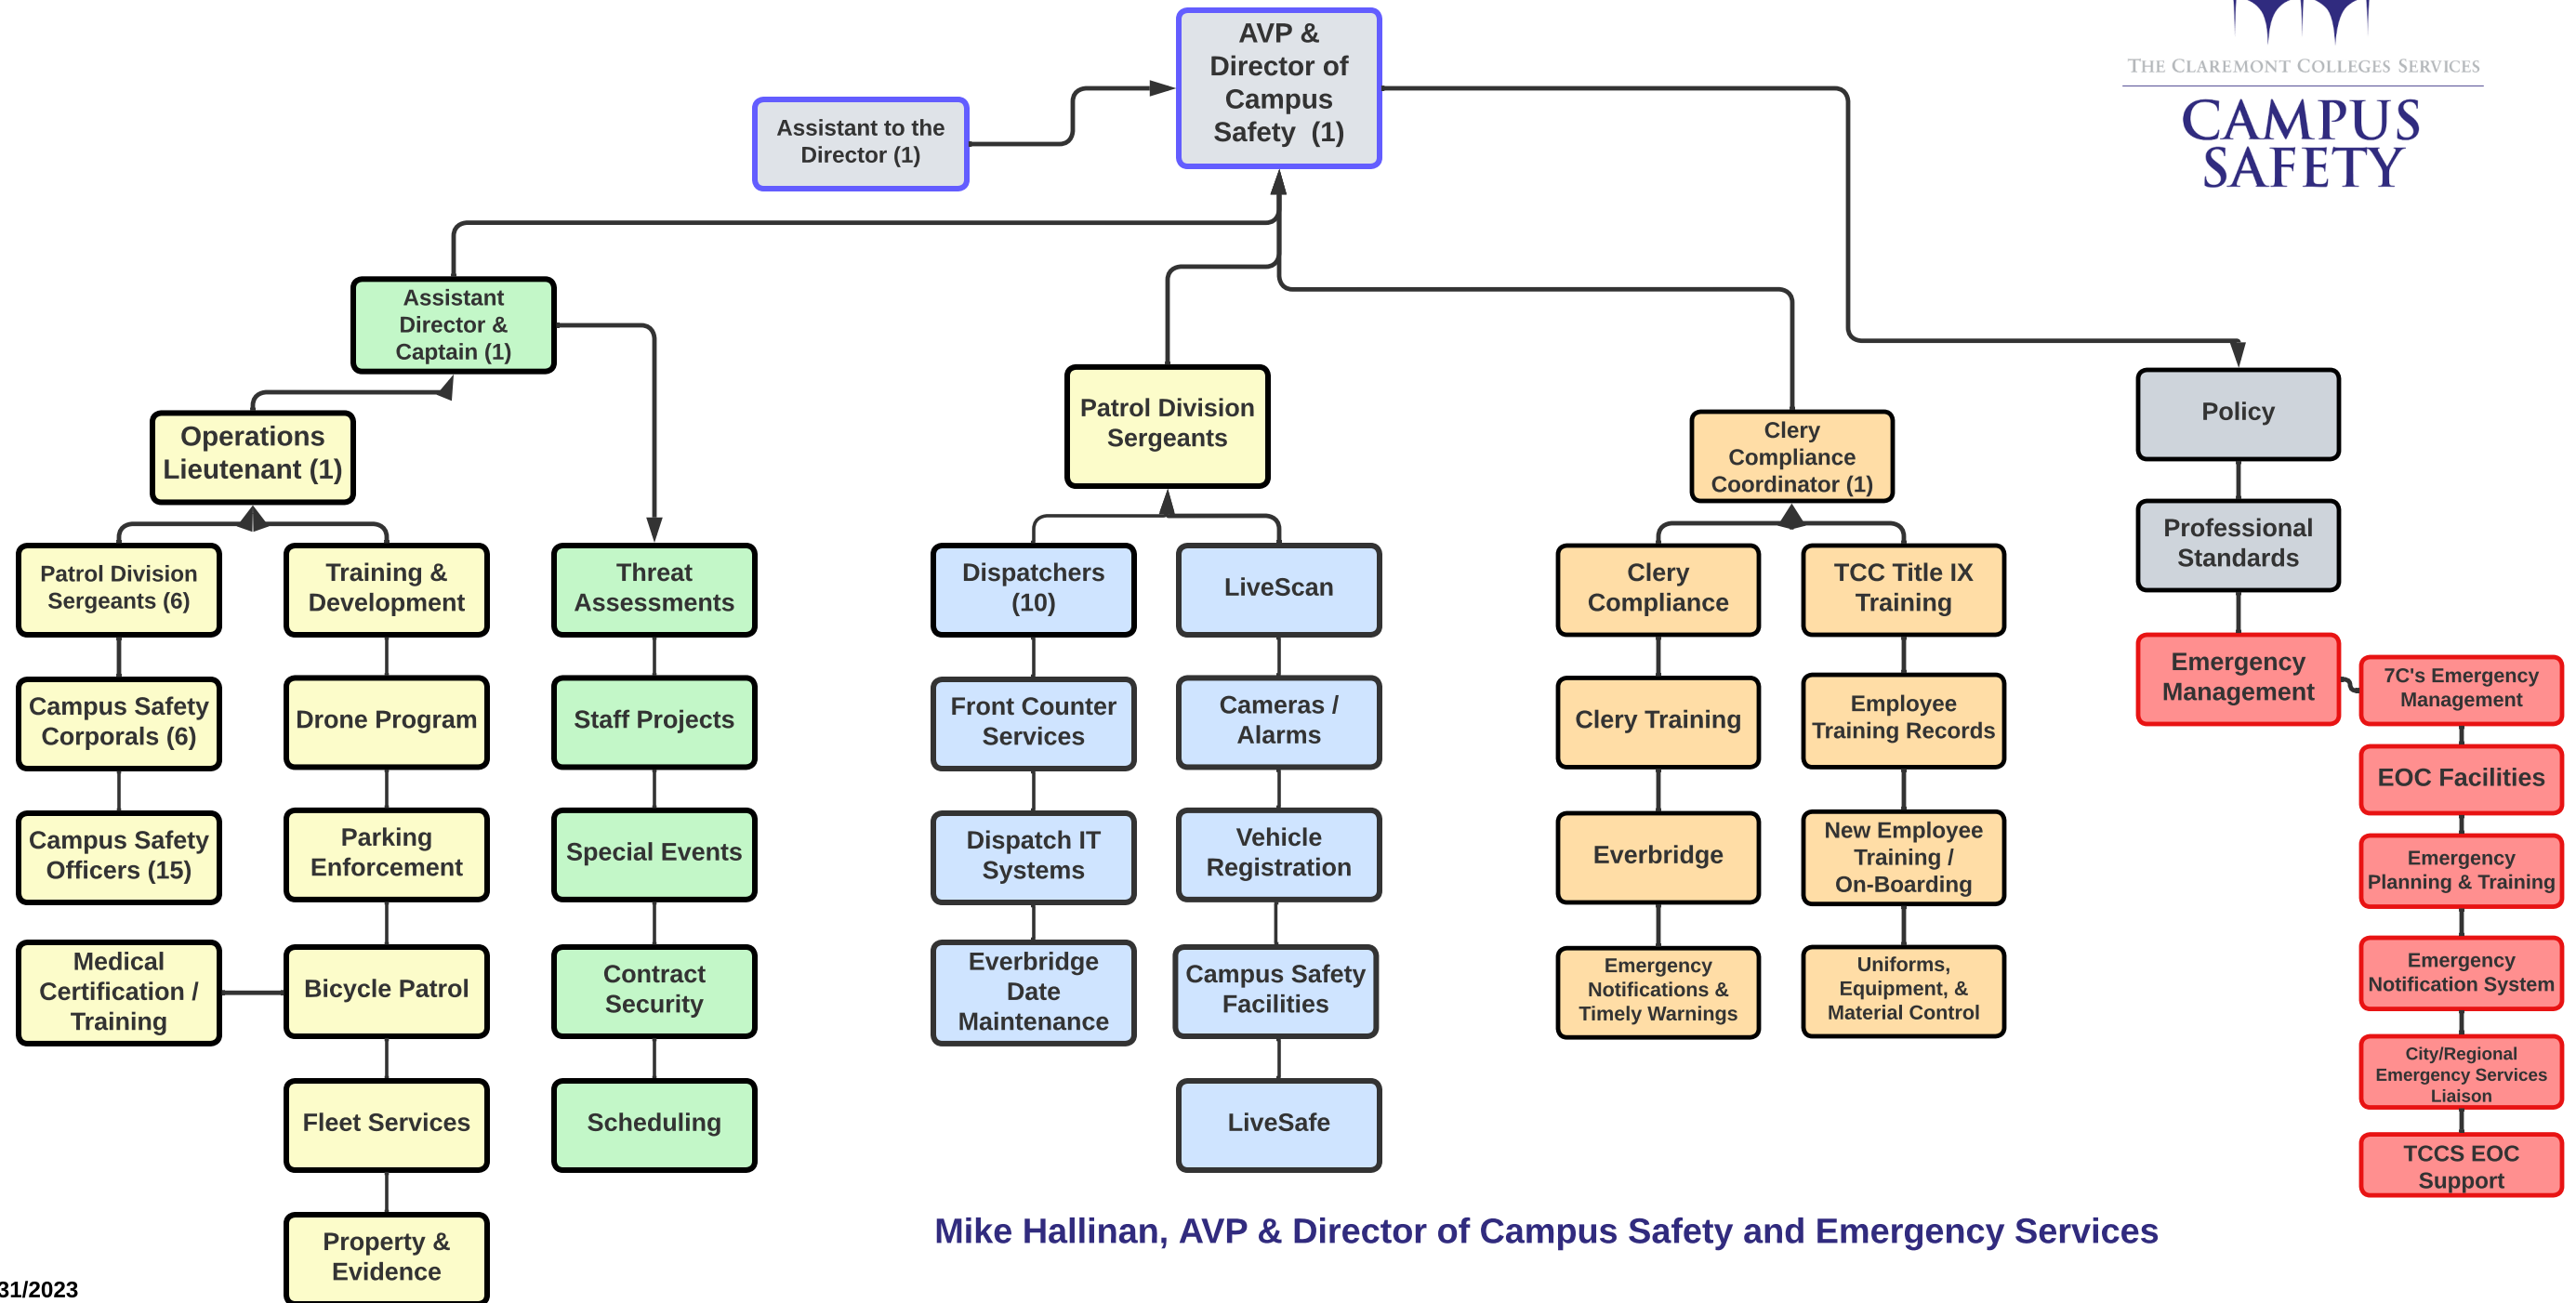 AVP &
Director of
Campus
Safety (1)
THE CLAREMONT COLLEGES SERVICES
CAMPUS
SAFETY
Assistant to the
Director (1)
Assistant
Director &
Captain (1)
Operations
Lieutenant (1)
Patrol Division
Sergeants
Clery
Compliance
Coordinator (1)
Policy
Professional
Standards
Patrol Division
Sergeants (6)
Campus Safety
Corporals (6)
Campus Safety
Officers (15)
Medical
Certification /
Training
Training &
Development
Drone Program
Parking
Enforcement
Bicycle Patrol
Fleet Services
Property &
Evidence
Threat
Assessments
Staff Projects
Special Events
Contract
Security
Scheduling
Dispatchers
(10)
Front Counter
Services
Dispatch IT
Systems
Everbridge
Date
Maintenance
LiveScan
Cameras /
Alarms
Vehicle
Registration
Campus Safety
Facilities
LiveSafe
Clery
Compliance
Clery Training
Everbridge
Emergency
Notifications &
Timely Warnings
TCC Title IX
Training
Employee
Training Records
New Employee
Training /
On-Boarding
Uniforms,
Equipment, &
Material Control
Emergency
Management
7C's Emergency
Management
EOC Facilities
Emergency
Planning & Training
Emergency
Notification System
City/Regional
Emergency Services
Liaison
TCCS EOC
Support
Mike Hallinan, AVP & Director of Campus Safety and Emergency Services
31/2023